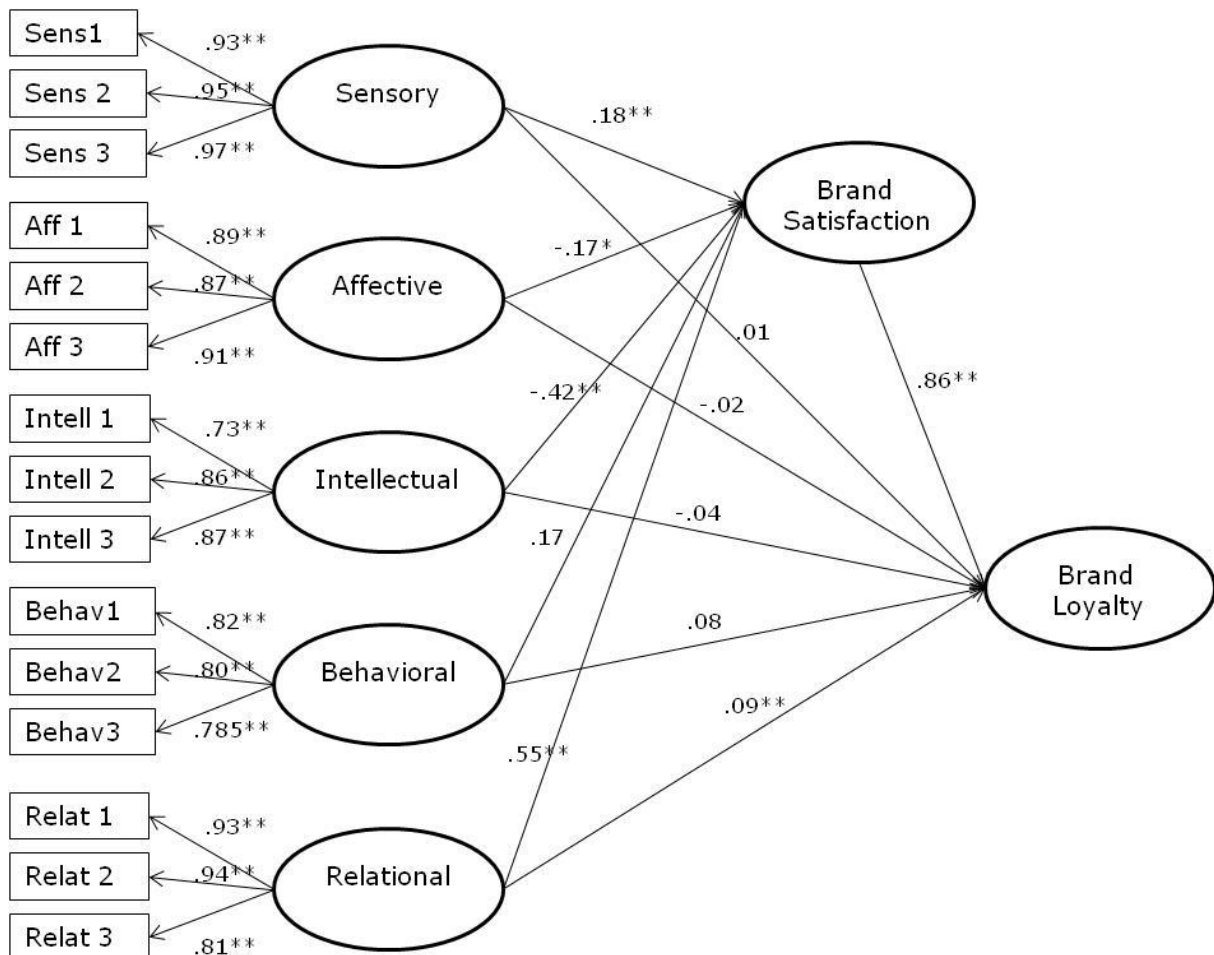 Sens1
.93**
Sens 2
.95**
Sens 3
.97**
Sensory
.18**
Brand
Satisfaction
Aff 1
.89**
Aff 2
.87**
Aff 3
.91**
Affective
-.17*
.01
-.42**
-.02
.86**
Intell 1
.73**
Intell 2
.86**
Intell 3
.87**
Intellectual
.17
-.04
Brand
Loyalty
Behav1
.82**
Behav2
.80**
Behav3
.785**
Behavioral
.08
.09**
.55**
Relat 1
.93**
Relat 2
.94**
Relat 3
.81**
Relational